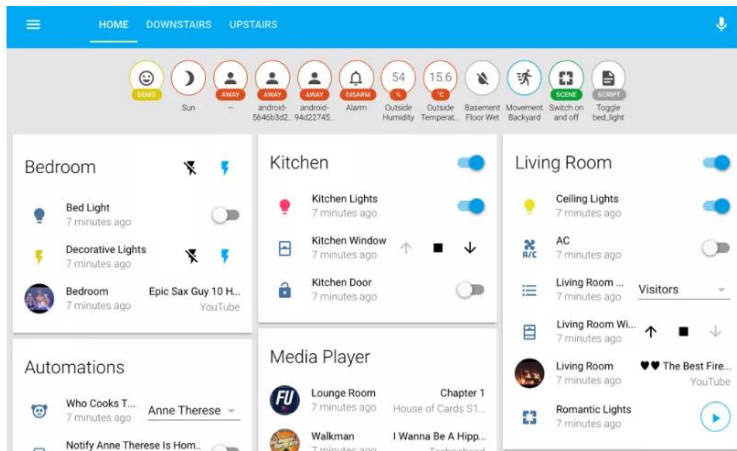 HOME DOWNSTAIRS UPSTAIRS
54 15.6
DEMO AWAY AWAY AWAY DISARM % °C SCENE SCRIPT
Sun -- android- android- Alarm Outside Outside Basement Movement Switch on Toggle
5646b3d2... 94d22745... Humidity Temperat... Floor Wet Backyard and off bed_light
Bedroom
Bed Light
7 minutes ago
Decorative Lights
7 minutes ago
Bedroom Epic Sax Guy 10 H...
7 minutes ago YouTube
Automations
Who Cooks T... Anne Therese
7 minutes ago
Notify Anne Therese Is Hom..
Kitchen
Kitchen Lights
7 minutes ago
Kitchen Window
7 minutes ago
Kitchen Door
7 minutes ago
Media Player
FU
Lounge Room Chapter 1
7 minutes ago House of Cards S1...
Walkman I Wanna Be A Hipp...
7 minutes ago Technohead
Living Room
Ceiling Lights
7 minutes ago
A/C
AC
7 minutes ago
Living Room ... Visitors
7 minutes ago
Living Room Wi...
7 minutes ago
Living Room ♥♥ The Best Fire...
7 minutes ago YouTube
Romantic Lights
7 minutes ago